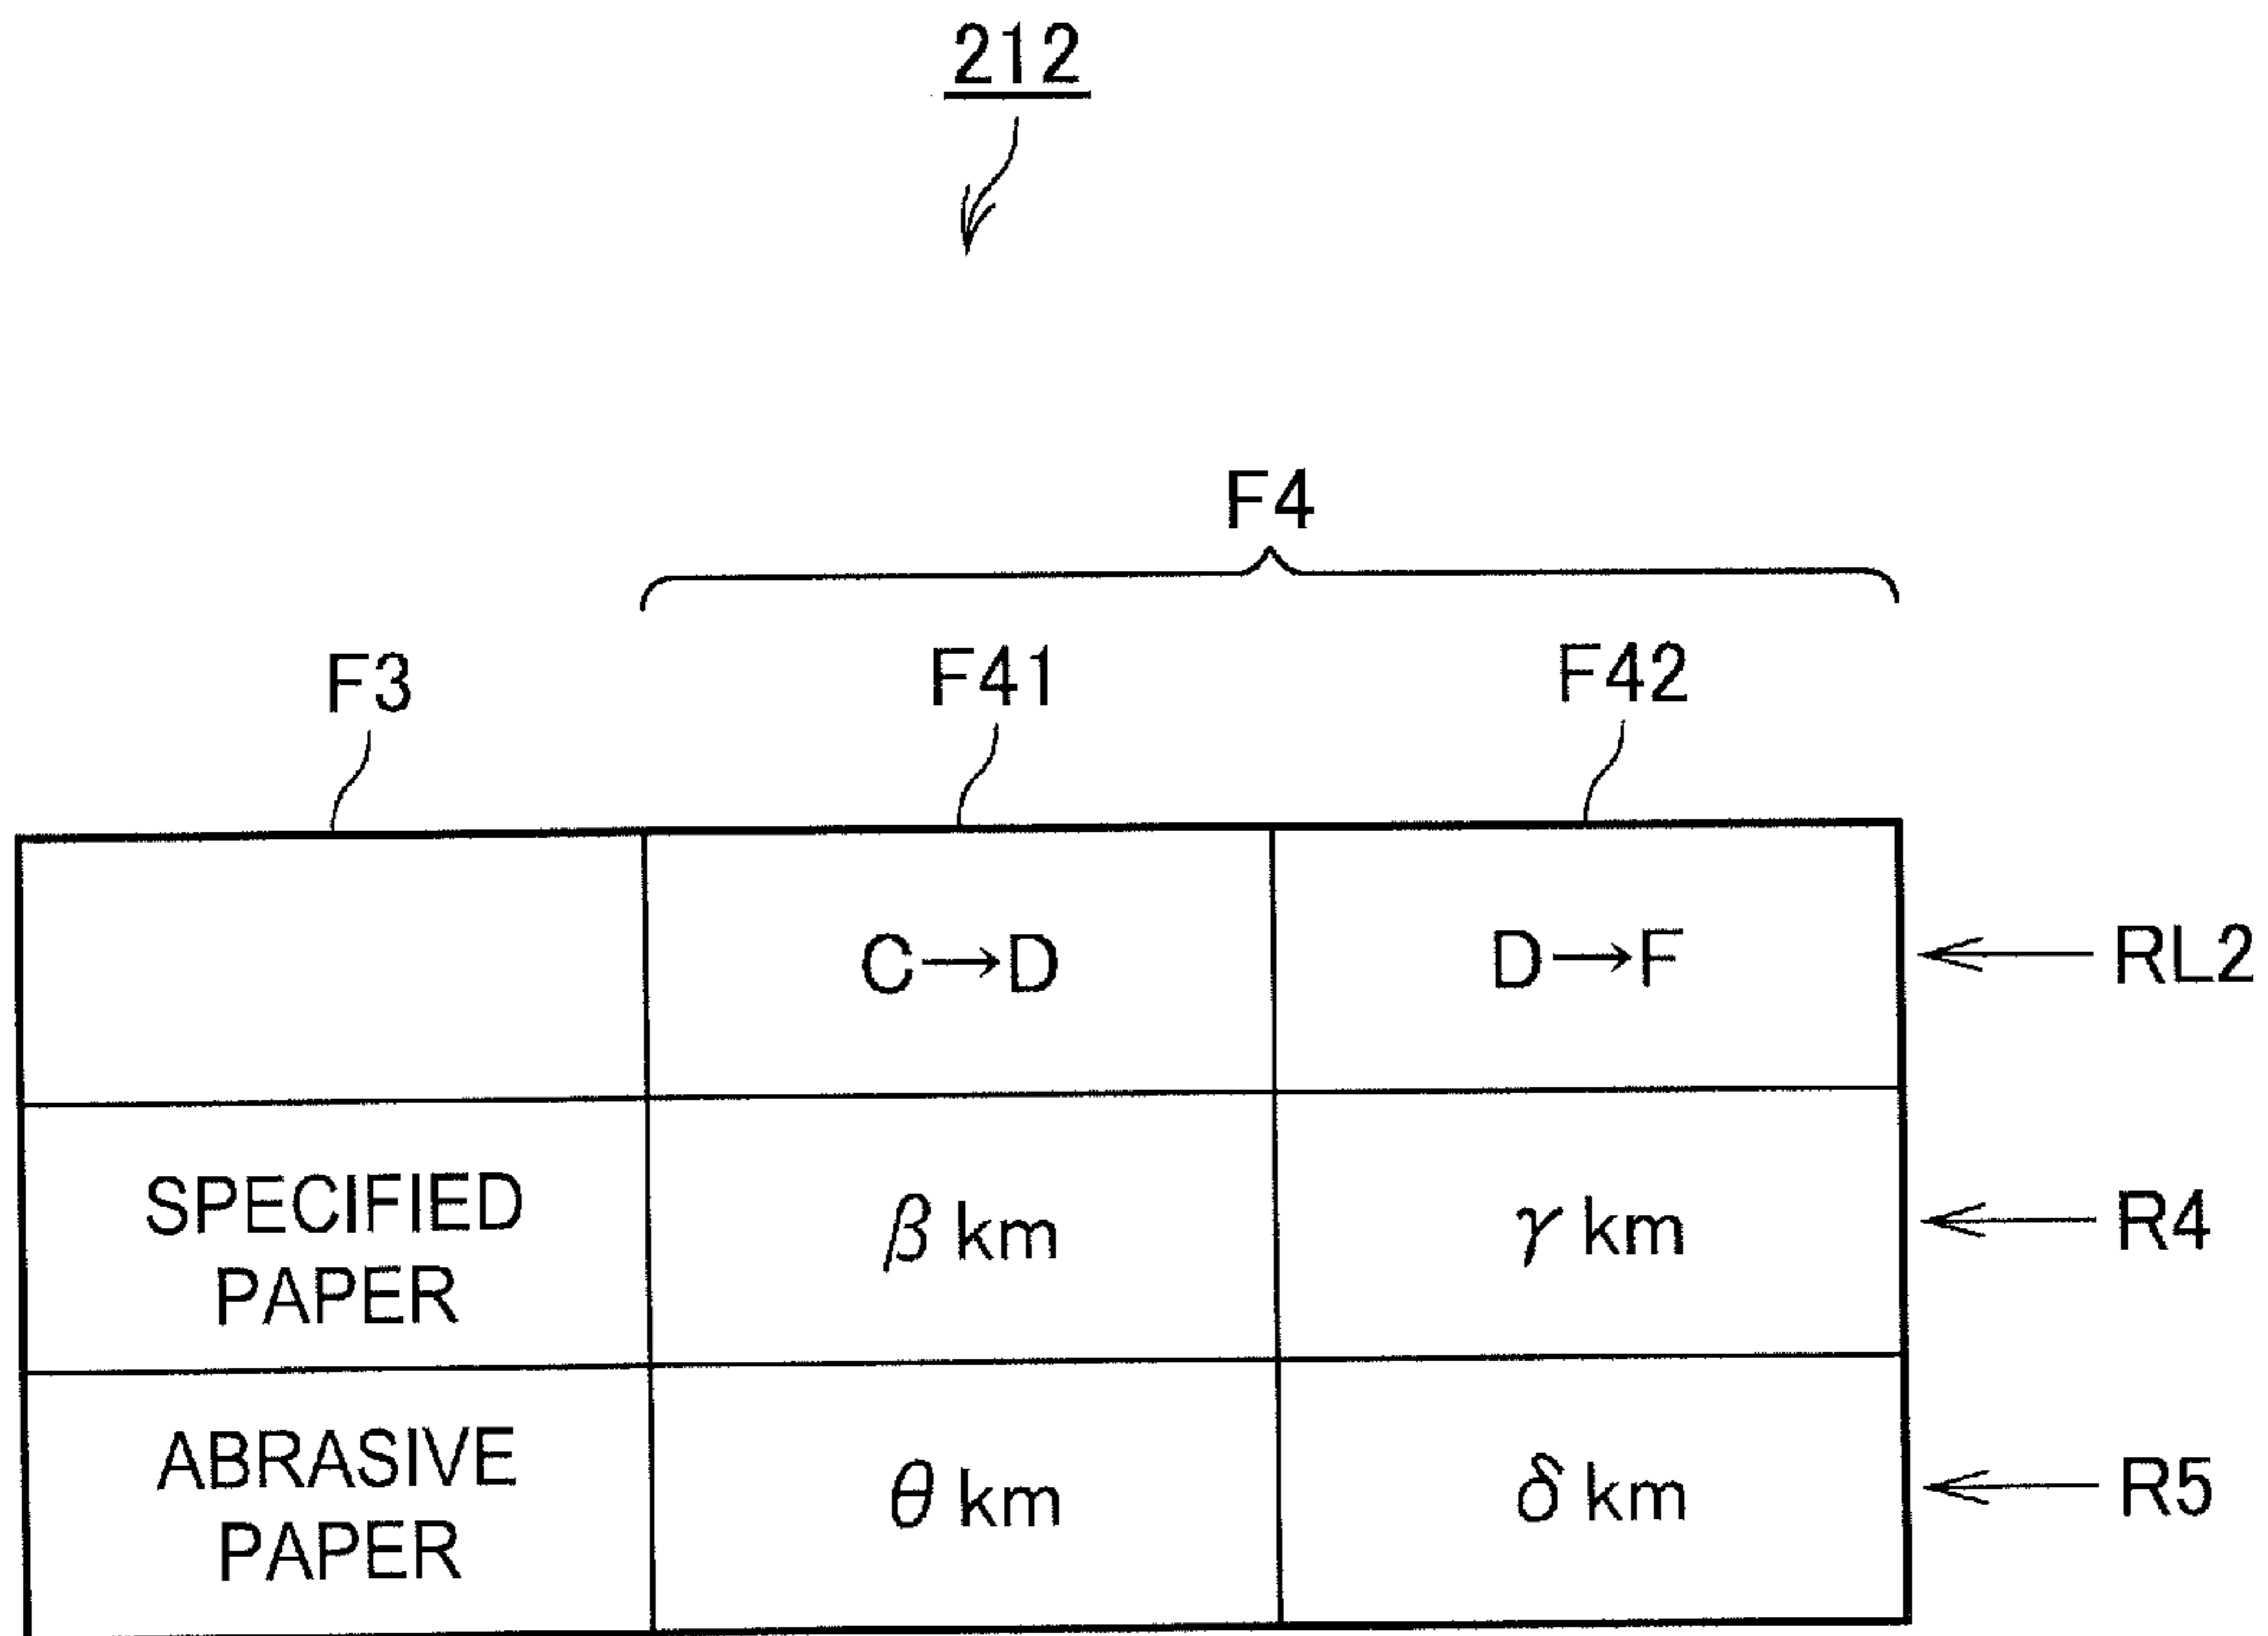 212
F4
F3 F41 F42
C→D D→F RL2
SPECIFIED
PAPER β km γ km R4
ABRASIVE
PAPER θ km δ km R5